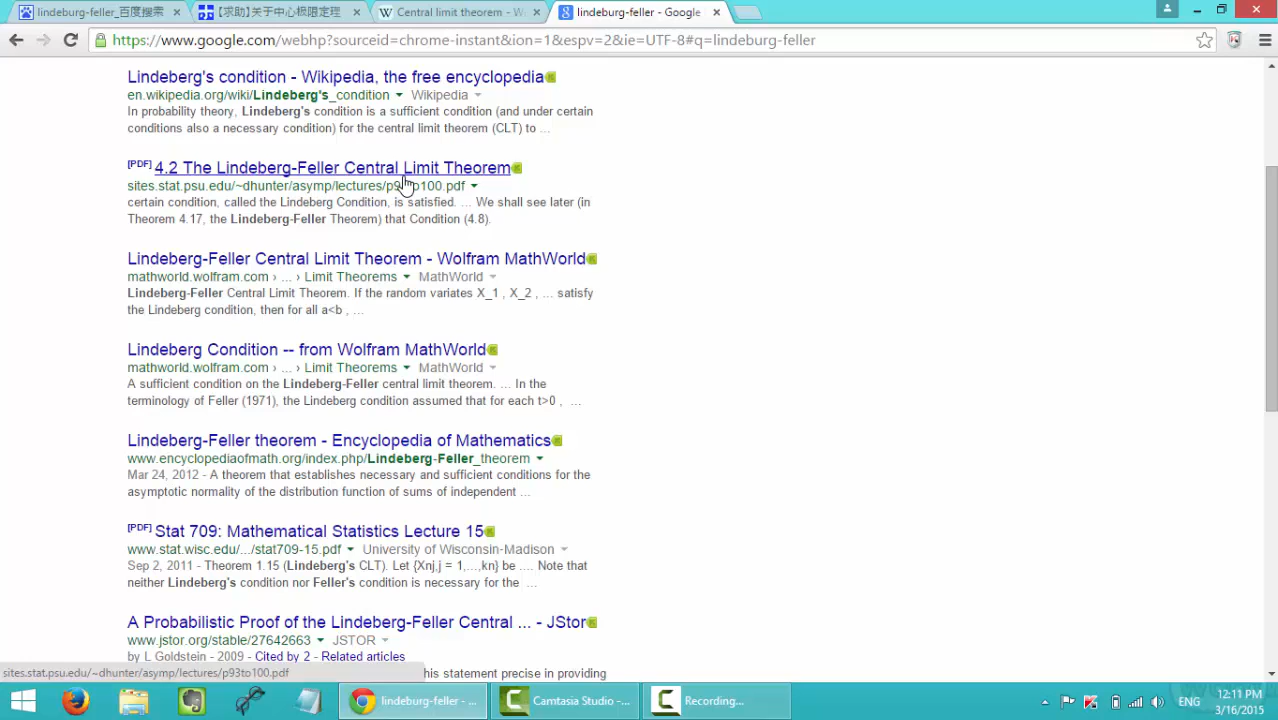 lindeburg-feller_百度搜索
【求助】关于中心极限定理
Central limit theorem - W
lindeburg-feller - Google
https://www.google.com/webhp?sourceid=chrome-instant&ion=1&espv=2&ie=UTF-8#q=lindeburg-feller
Lindeberg's condition - Wikipedia, the free encyclopedia
en.wikipedia.org/wiki/Lindeberg's_condition Wikipedia
In probability theory, Lindeberg's condition is a sufficient condition (and under certain
conditions also a necessary condition) for the central limit theorem (CLT) to ...
[PDF] 4.2 The Lindeberg-Feller Central Limit Theorem
sites.stat.psu.edu/~dhunter/asymp/lectures/p93to100.pdf
certain condition, called the Lindeberg Condition, is satisfied. ... We shall see later (in
Theorem 4.17, the Lindeberg-Feller Theorem) that Condition (4.8).
Lindeberg-Feller Central Limit Theorem - Wolfram MathWorld
mathworld.wolfram.com › ... › Limit Theorems MathWorld
Lindeberg-Feller Central Limit Theorem. If the random variates X_1 , X_2 , ... satisfy
the Lindeberg condition, then for all a<b , ...
Lindeberg Condition -- from Wolfram MathWorld
mathworld.wolfram.com › ... › Limit Theorems MathWorld
A sufficient condition on the Lindeberg-Feller central limit theorem. ... In the
terminology of Feller (1971), the Lindeberg condition assumed that for each t>0 , ...
Lindeberg-Feller theorem - Encyclopedia of Mathematics
www.encyclopediaofmath.org/index.php/Lindeberg-Feller_theorem
Mar 24, 2012 - A theorem that establishes necessary and sufficient conditions for the
asymptotic normality of the distribution function of sums of independent ...
[PDF] Stat 709: Mathematical Statistics Lecture 15
www.stat.wisc.edu/.../stat709-15.pdf University of Wisconsin-Madison
Sep 2, 2011 - Theorem 1.15 (Lindeberg's CLT). Let {Xnj,j = 1,...,kn} be .... Note that
neither Lindeberg's condition nor Feller's condition is necessary for the ...
A Probabilistic Proof of the Lindeberg-Feller Central ... - JStor
www.jstor.org/stable/27642663 JSTOR
by L Goldstein - 2009 - Cited by 2 - Related articles
sites.stat.psu.edu/~dhunter/asymp/lectures/p93to100.pdf
his statement precise in providing
lindeburg-feller - ...
Camtasia Studio -...
Recording...
ENG
12:11 PM
3/16/2015